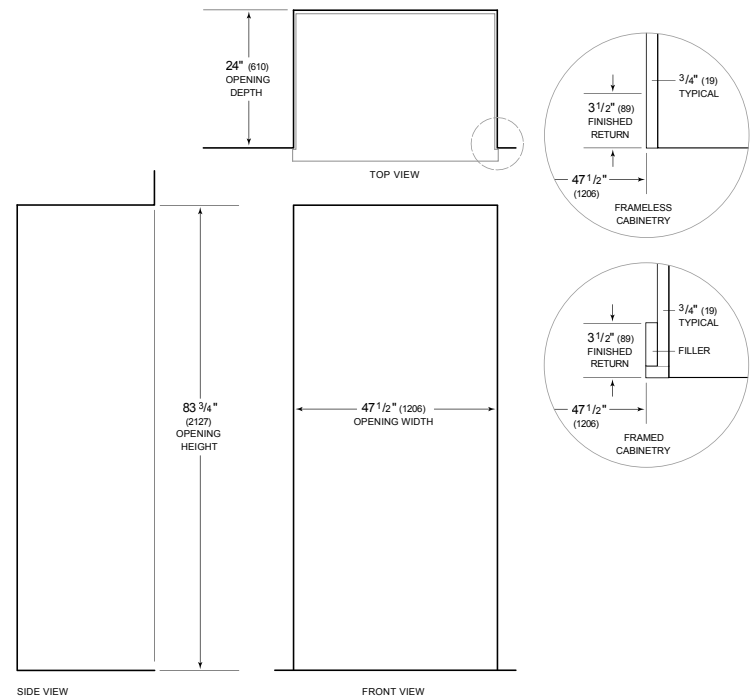 24" (610)
OPENING
DEPTH
TOP VIEW
3/4" (19)
TYPICAL
3 1/2" (89)
FINISHED
RETURN
47 1/2"
(1206)
FRAMELESS
CABINETRY
3/4" (19)
TYPICAL
3 1/2" (89)
FINISHED
RETURN
FILLER
47 1/2"
(1206)
FRAMED
CABINETRY
83 3/4"
(2127)
OPENING
HEIGHT
47 1/2" (1206)
OPENING WIDTH
SIDE VIEW
FRONT VIEW